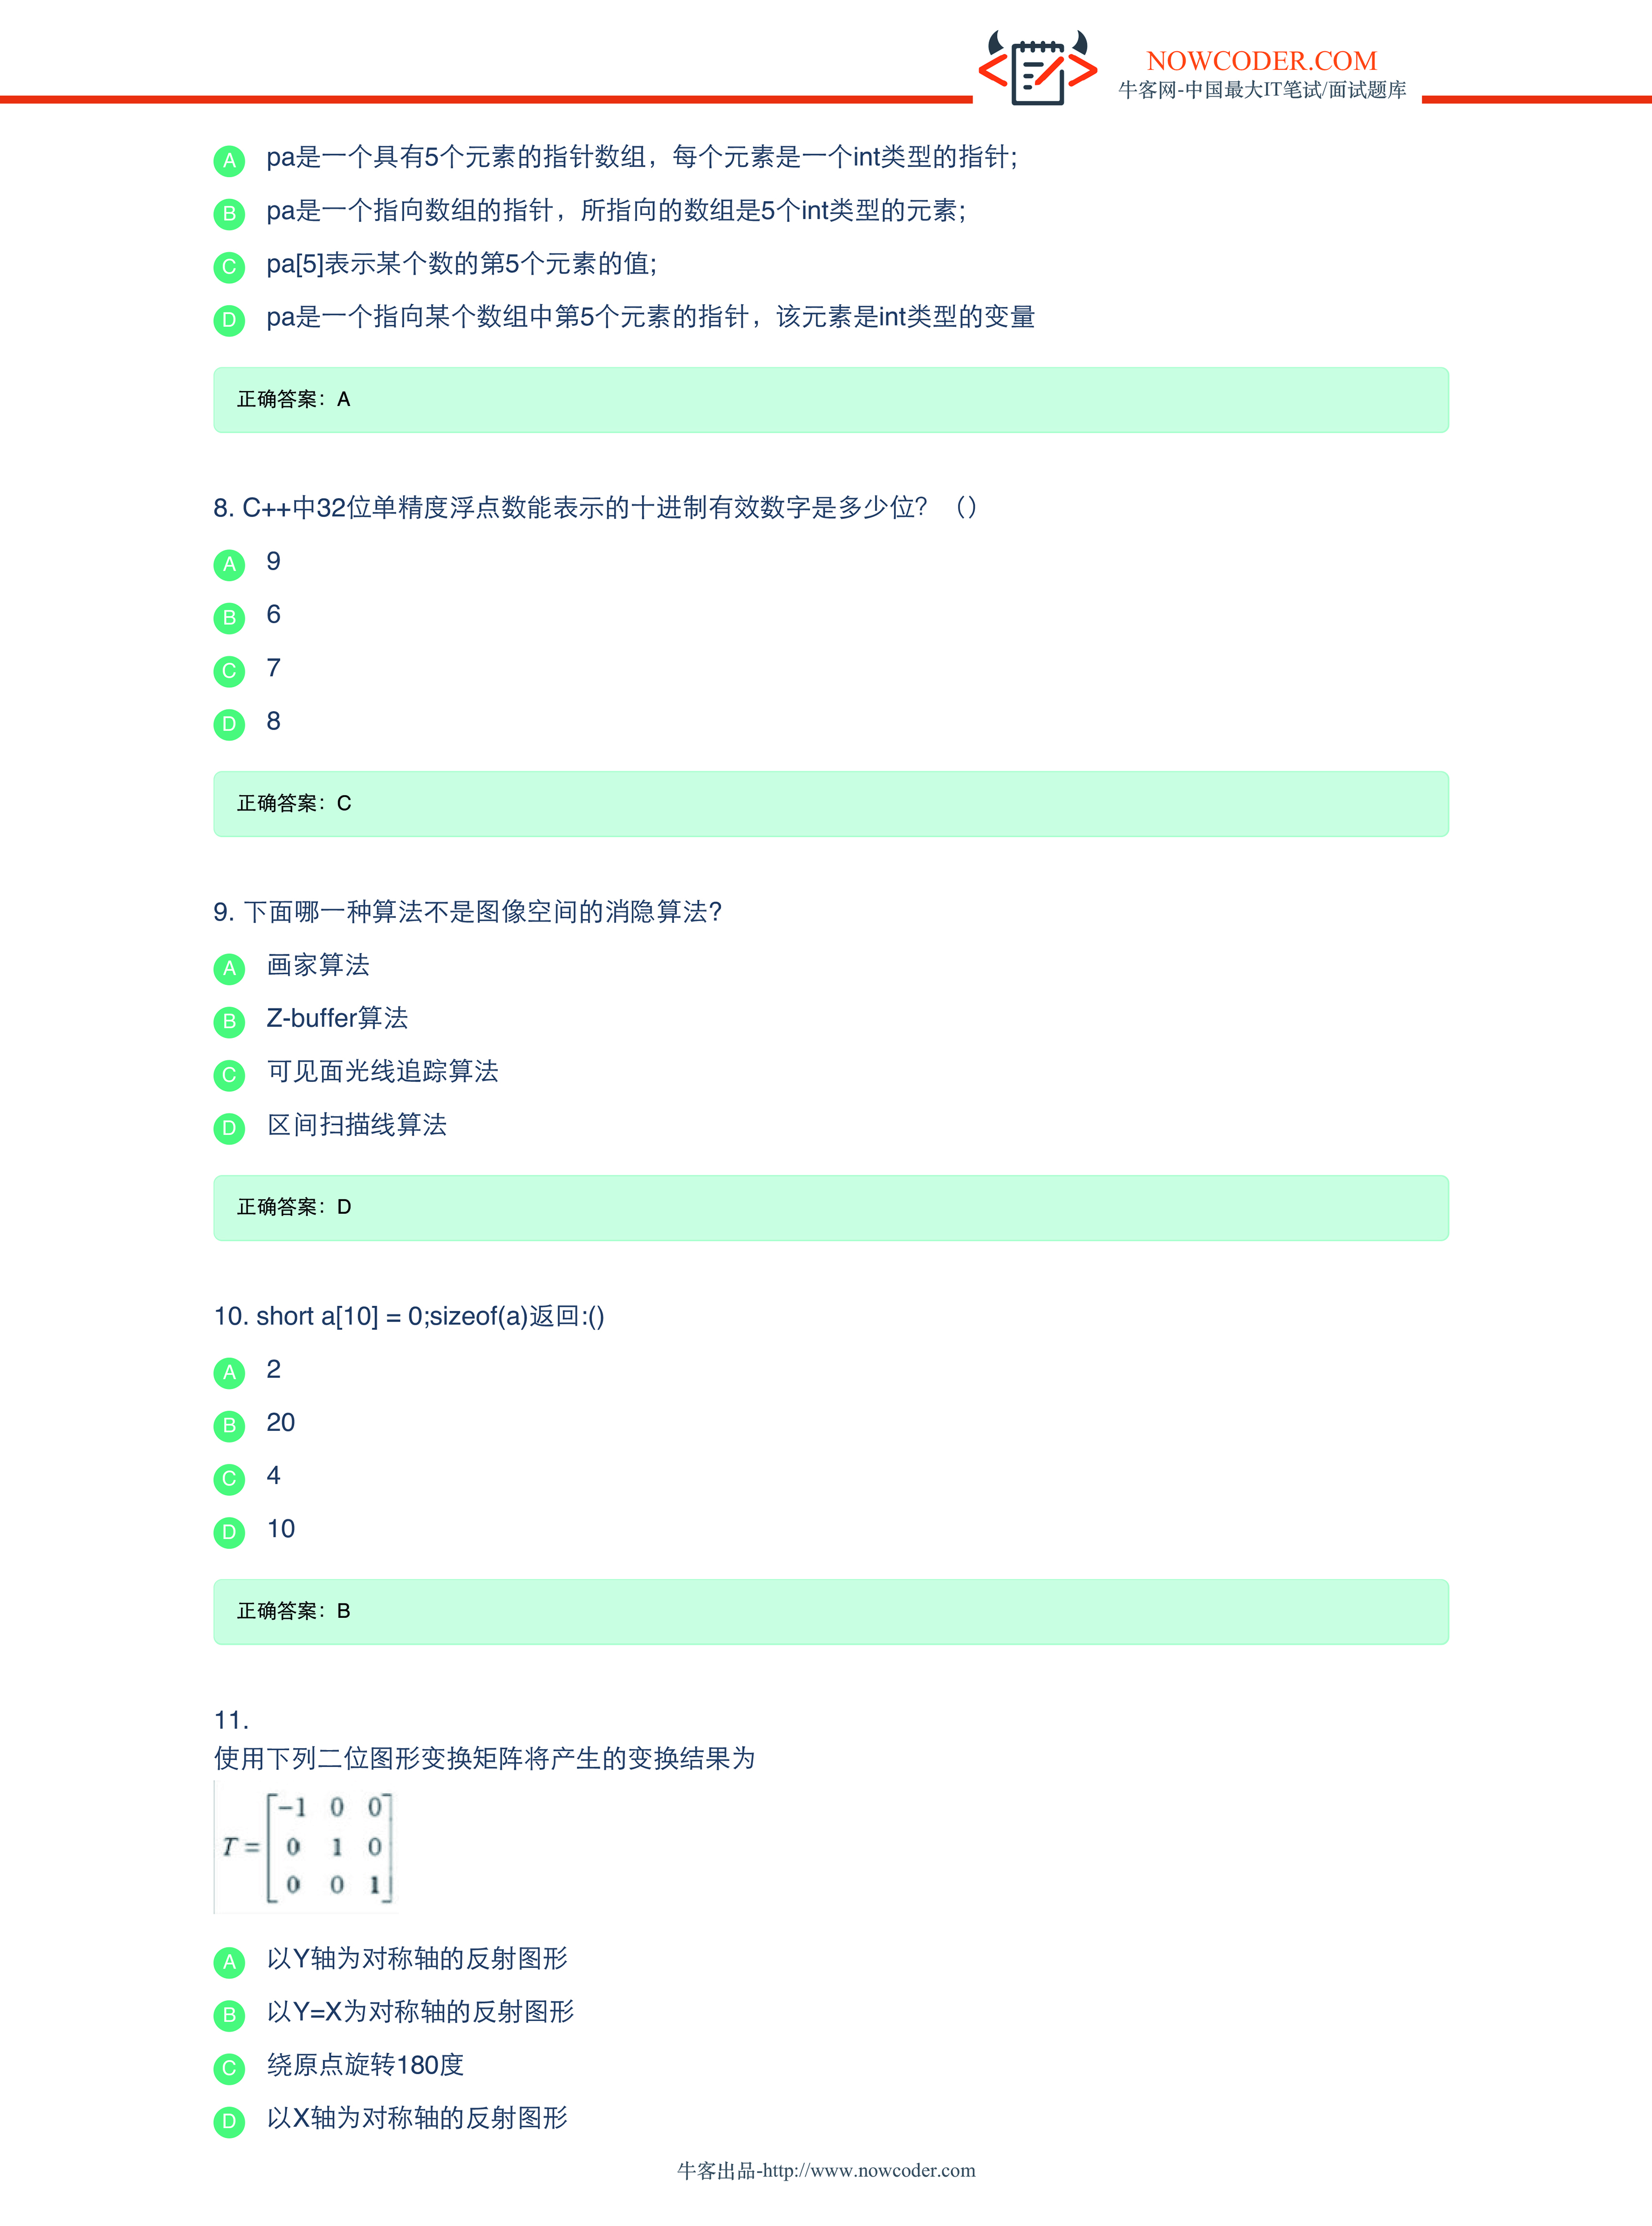 NOWCODER.COM
牛客网-中国最大IT笔试/面试题库
A pa是一个具有5个元素的指针数组，每个元素是一个int类型的指针;
B pa是一个指向数组的指针，所指向的数组是5个int类型的元素;
C pa[5]表示某个数的第5个元素的值;
D pa是一个指向某个数组中第5个元素的指针，该元素是int类型的变量
正确答案：A
8. C++中32位单精度浮点数能表示的十进制有效数字是多少位？（）
A 9
B 6
C 7
D 8
正确答案：C
9. 下面哪一种算法不是图像空间的消隐算法?
A 画家算法
B Z-buffer算法
C 可见面光线追踪算法
D 区间扫描线算法
正确答案：D
10. short a[10] = 0;sizeof(a)返回:()
A 2
B 20
C 4
D 10
正确答案：B
11.
使用下列二位图形变换矩阵将产生的变换结果为
-1 0 0
T = 0 1 0
0 0 1
A 以Y轴为对称轴的反射图形
B 以Y=X为对称轴的反射图形
C 绕原点旋转180度
D 以X轴为对称轴的反射图形
牛客出品-http://www.nowcoder.com